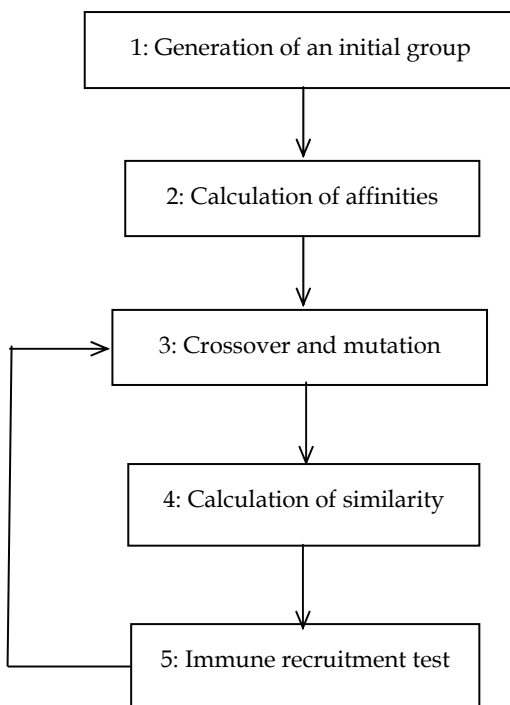 1: Generation of an initial group
2: Calculation of affinities
3: Crossover and mutation
4: Calculation of similarity
5: Immune recruitment test